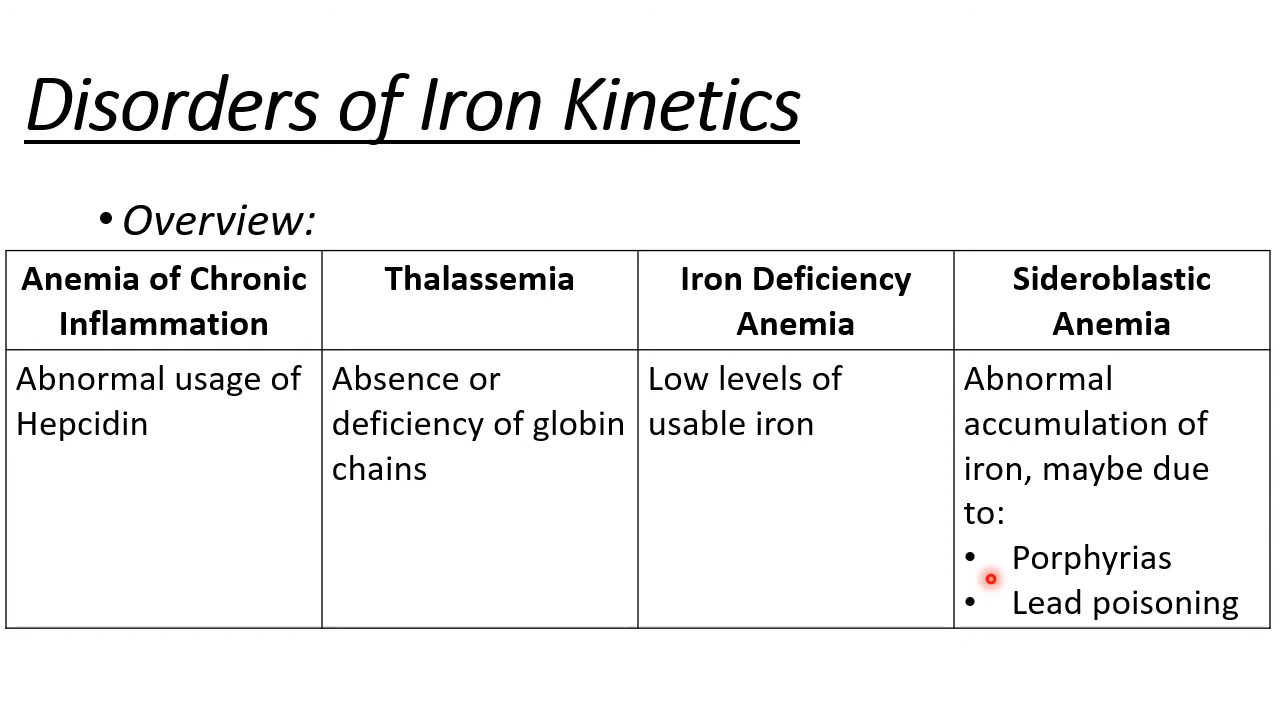 Disorders of Iron Kinetics
• Overview:
Anemia of Chronic
Inflammation
Thalassemia
Iron Deficiency
Anemia
Sideroblastic
Anemia
Abnormal usage of
Hepcidin
Absence or
deficiency of globin
chains
Low levels of
usable iron
Abnormal
accumulation of
iron, maybe due
to:
• Porphyrias
• Lead poisoning